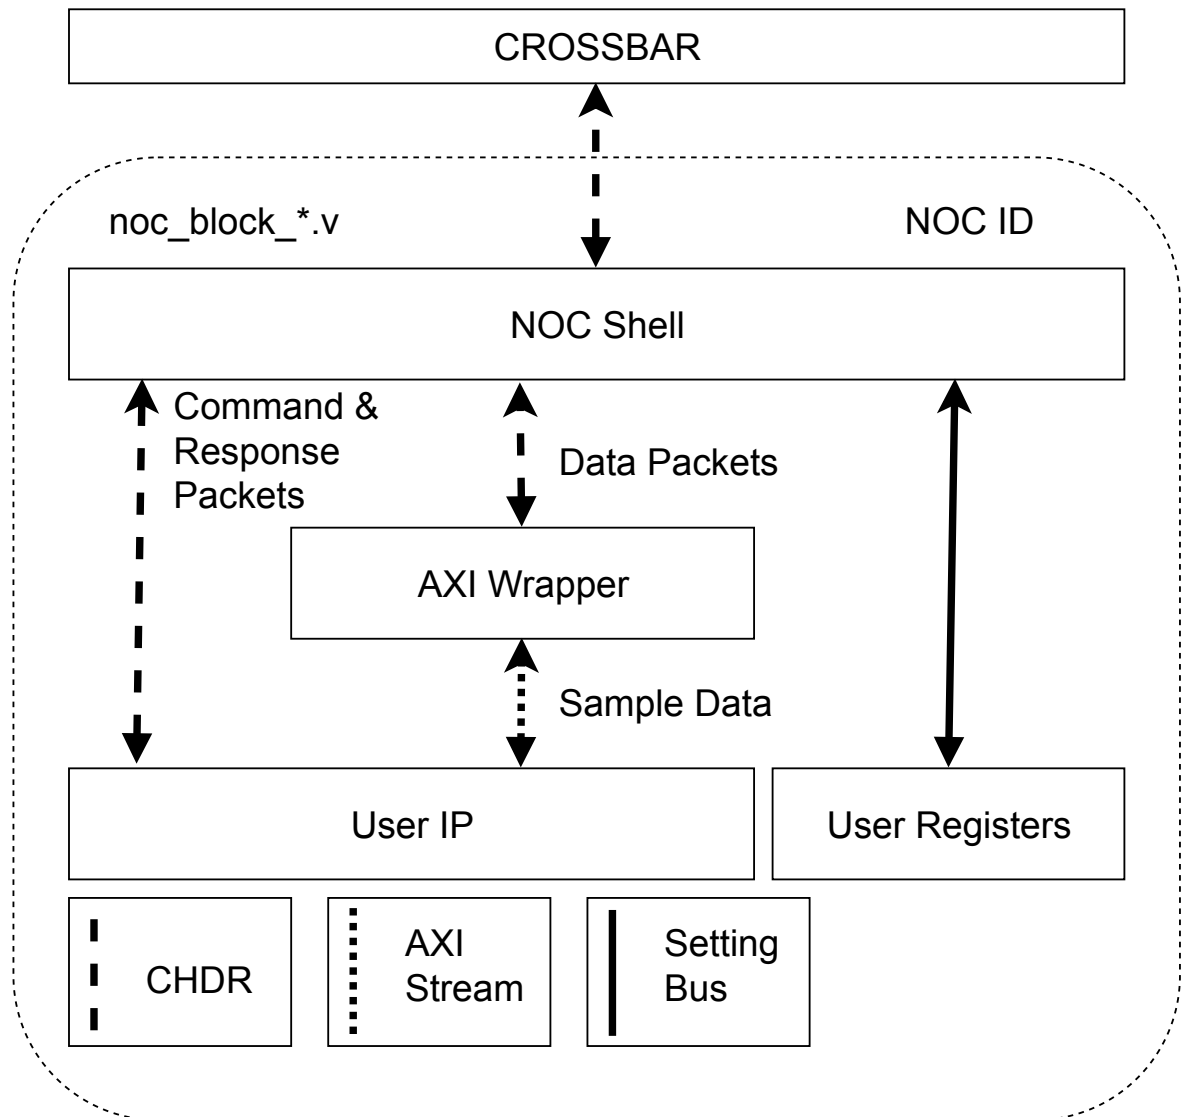 CROSSBAR
noc_block_*.v
NOC ID
NOC Shell
Command &
Response
Packets
Data Packets
AXI Wrapper
Sample Data
User IP
User Registers
CHDR
AXI
Stream
Setting
Bus